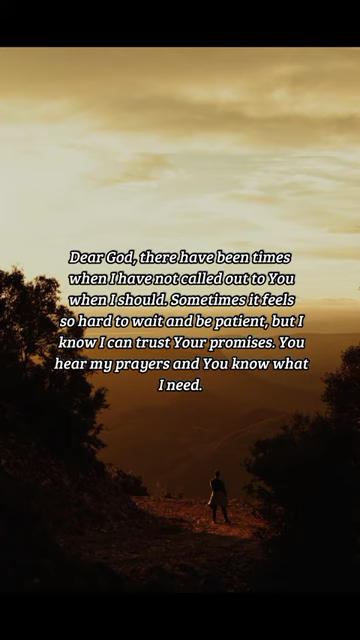 Dear God, there have been times
when I have not called out to You
when I should. Sometimes it feels
so hard to wait and be patient, but I
know I can trust Your promises. You
hear my prayers and You know what
I need.